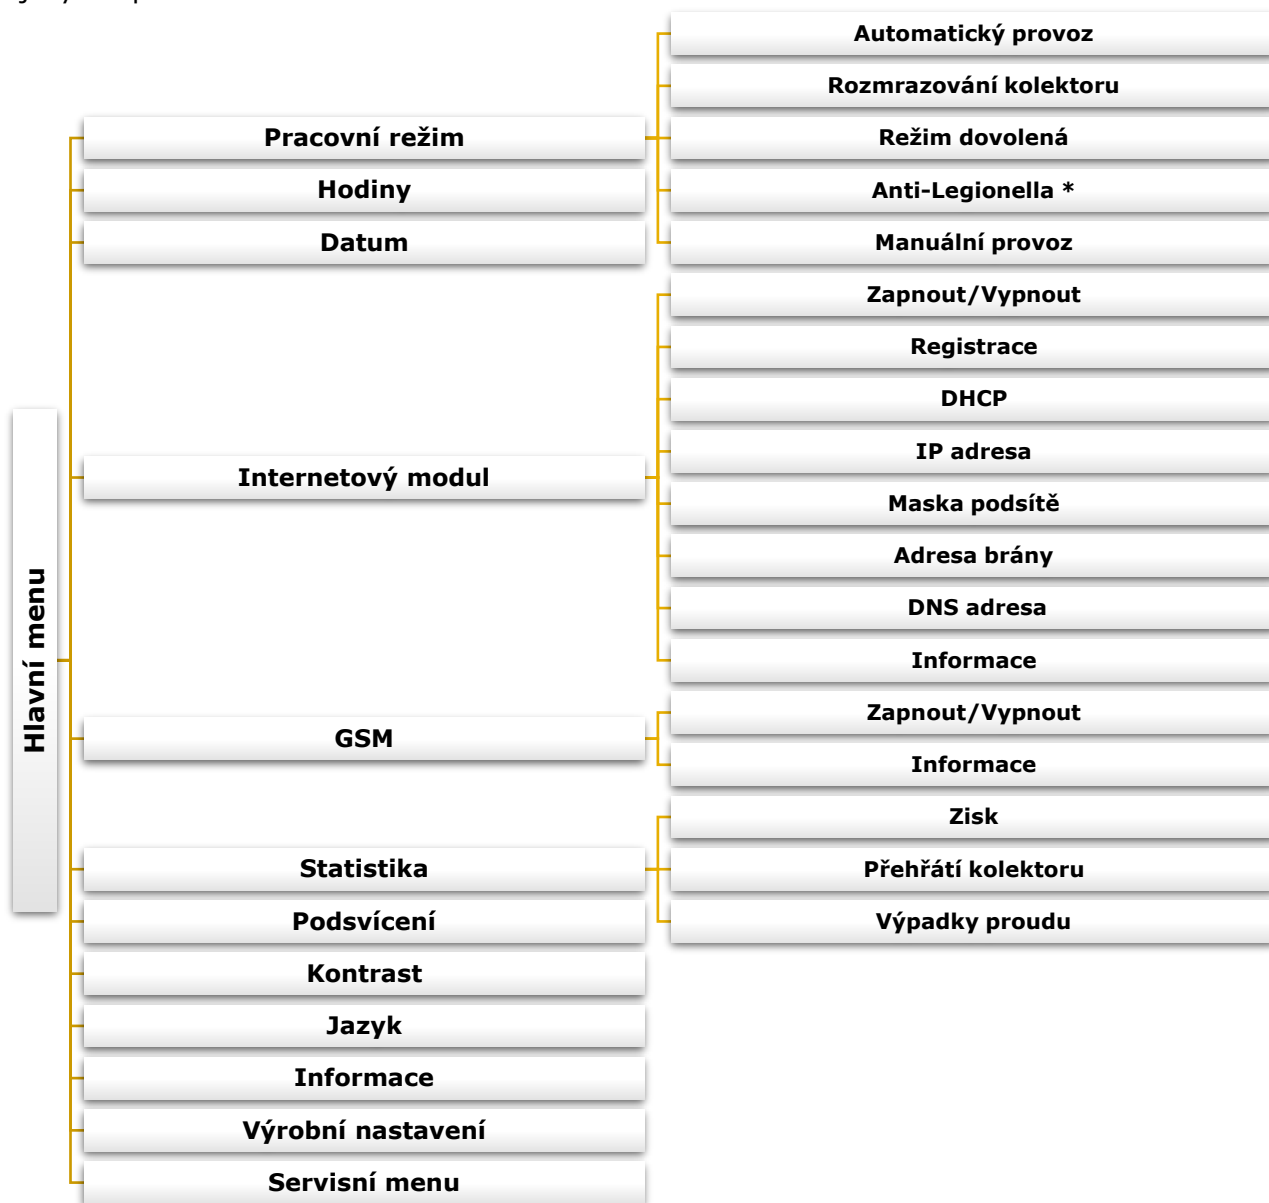 Hlavní menu
Pracovní režim
Automatický provoz
Rozmrazování kolektoru
Režim dovolená
Anti-Legionella *
Manuální provoz
Hodiny
Datum
Internetový modul
Zapnout/Vypnout
Registrace
DHCP
IP adresa
Maska podsítě
Adresa brány
DNS adresa
Informace
GSM
Zapnout/Vypnout
Informace
Statistika
Zisk
Přehřátí kolektoru
Výpadky proudu
Podsvícení
Kontrast
Jazyk
Informace
Výrobní nastavení
Servisní menu